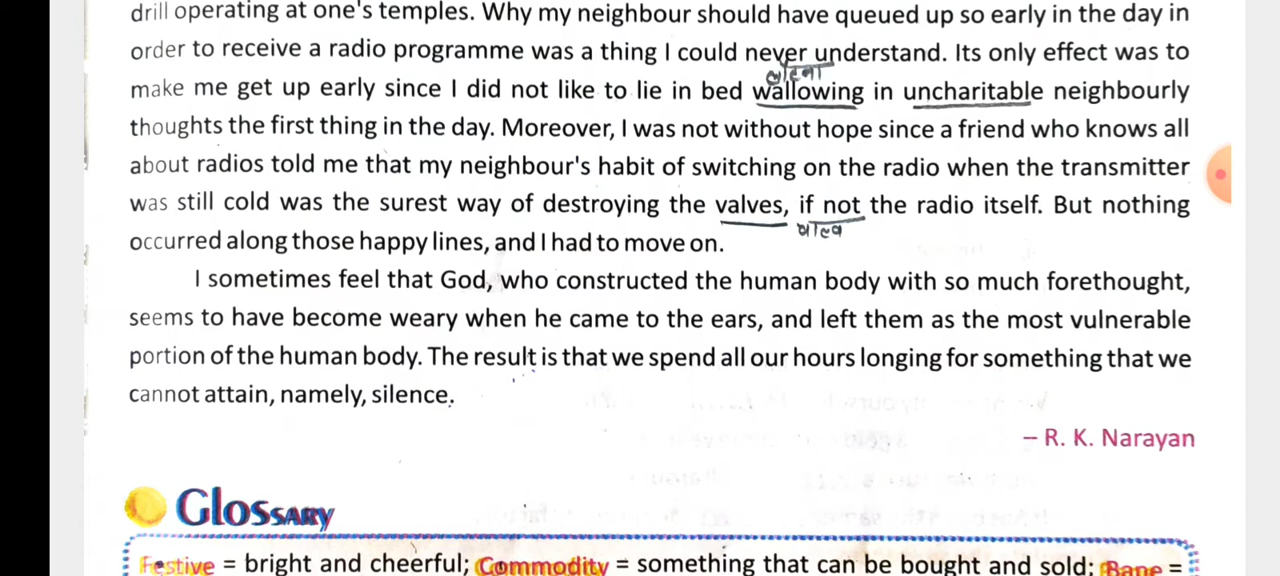 drill operating at one's temples. Why my neighbour should have queued up so early in the day in
order to receive a radio programme was a thing I could never understand. Its only effect was to
make me get up early since I did not like to lie in bed wallowing in uncharitable neighbourly
thoughts the first thing in the day. Moreover, I was not without hope since a friend who knows all
about radios told me that my neighbour's habit of switching on the radio when the transmitter
was still cold was the surest way of destroying the valves, if not the radio itself. But nothing
occurred along those happy lines, and I had to move on.
I sometimes feel that God, who constructed the human body with so much forethought,
seems to have become weary when he came to the ears, and left them as the most vulnerable
portion of the human body. The result is that we spend all our hours longing for something that we
cannot attain, namely, silence.
– R. K. Narayan
Glossary
Festive = bright and cheerful; Commodity = something that can be bought and sold; Bane =